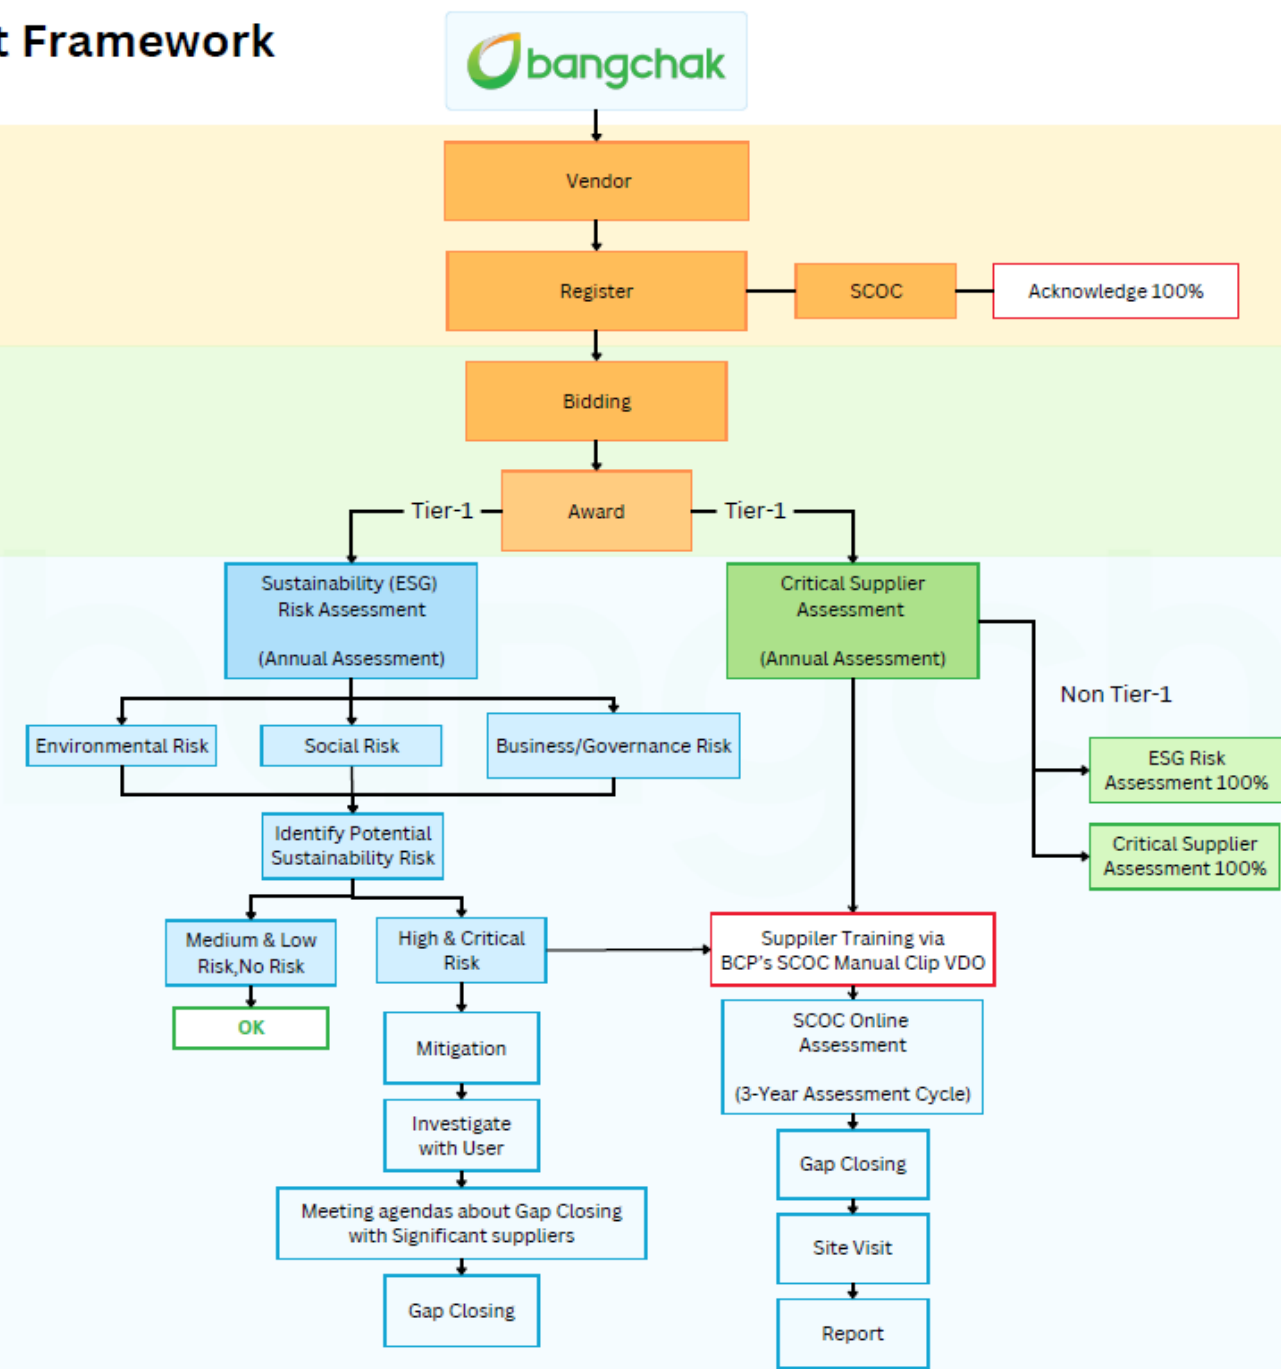 t Framework
bangchak
Vendor
Register
SCOC
Acknowledge 100%
Bidding
Tier-1
Award
Tier-1
Sustainability (ESG)
Risk Assessment
(Annual Assessment)
Critical Supplier
Assessment
(Annual Assessment)
Non Tier-1
Environmental Risk
Social Risk
Business/Governance Risk
ESG Risk
Assessment 100%
Identify Potential
Sustainability Risk
Critical Supplier
Assessment 100%
Medium & Low
Risk,No Risk
High & Critical
Risk
Suppiler Training via
BCP's SCOC Manual Clip VDO
OK
SCOC Online
Assessment
(3-Year Assessment Cycle)
Mitigation
Investigate
with User
Gap Closing
Meeting agendas about Gap Closing
with Significant suppliers
Site Visit
Gap Closing
Report